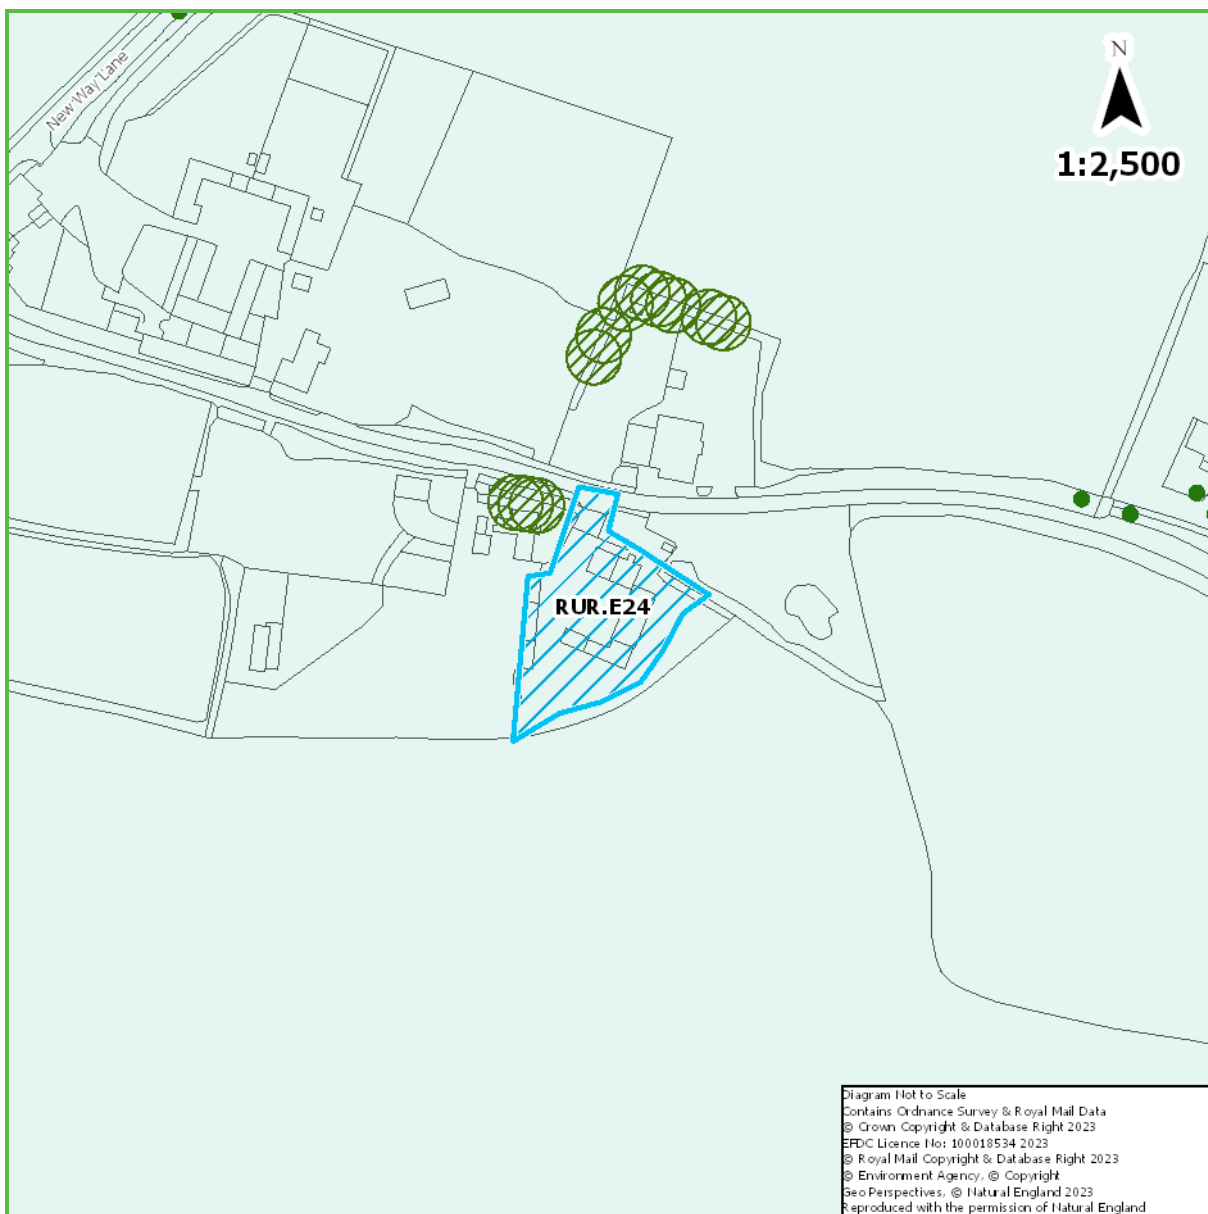 New Way Lane
N
1:2,500
RUR.E24
Diagram Not to Scale
Contains Ordnance Survey & Royal Mail Data
© Crown Copyright & Database Right 2023
EFDC Licence No: 100018534 2023
© Royal Mail Copyright & Database Right 2023
© Environment Agency, © Copyright
Geo Perspectives, © Natural England 2023
Reproduced with the permission of Natural England